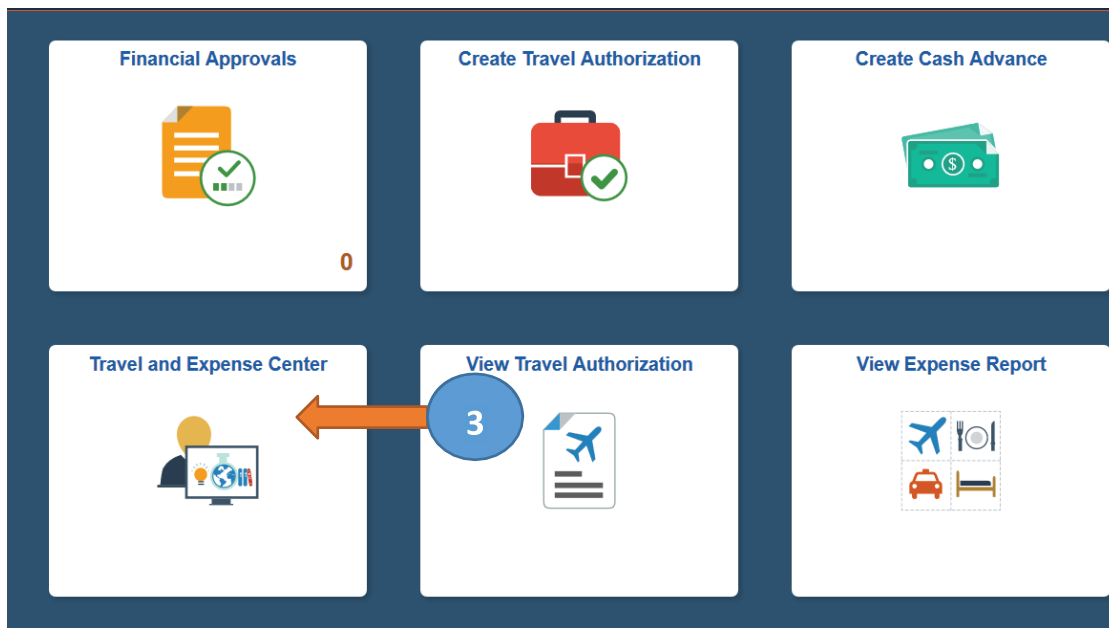 Financial Approvals
Create Travel Authorization
Create Cash Advance
$
0
Travel and Expense Center
View Travel Authorization
View Expense Report
3